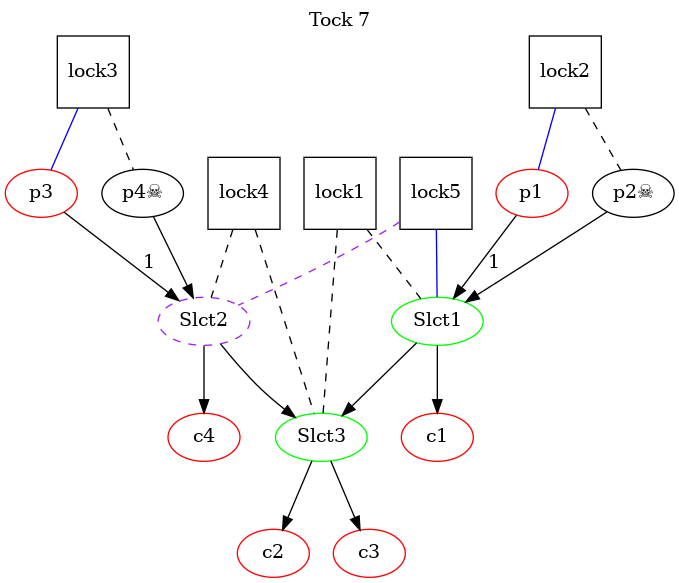 Tock 7
lock3
lock2
p3
p4☠
lock4
lock1
lock5
p1
p2☠
1
1
Slct2
Slct1
c4
Slct3
c1
c2
c3